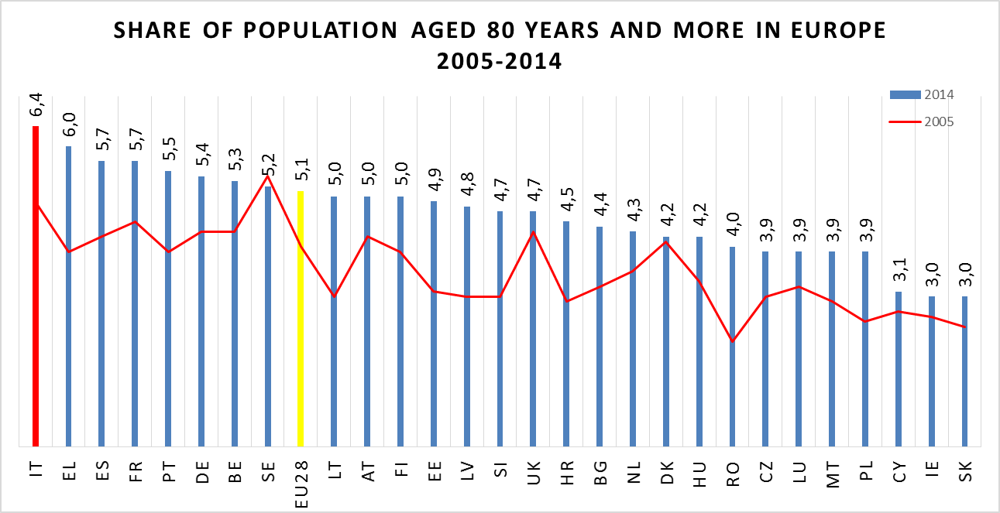 SHARE OF POPULATION AGED 80 YEARS AND MORE IN EUROPE
2005-2014
2014
2005
6,4
6,0
5,7
5,7
5,5
5,4
5,3
5,2
5,1
5,0
5,0
5,0
4,9
4,8
4,7
4,7
4,5
4,4
4,3
4,2
4,2
4,0
3,9
3,9
3,9
3,9
3,1
3,0
3,0
IT
EL
ES
FR
PT
DE
BE
SE
EU28
LT
AT
FI
EE
LV
SI
UK
HR
BG
NL
DK
HU
RO
CZ
LU
MT
PL
CY
IE
SK